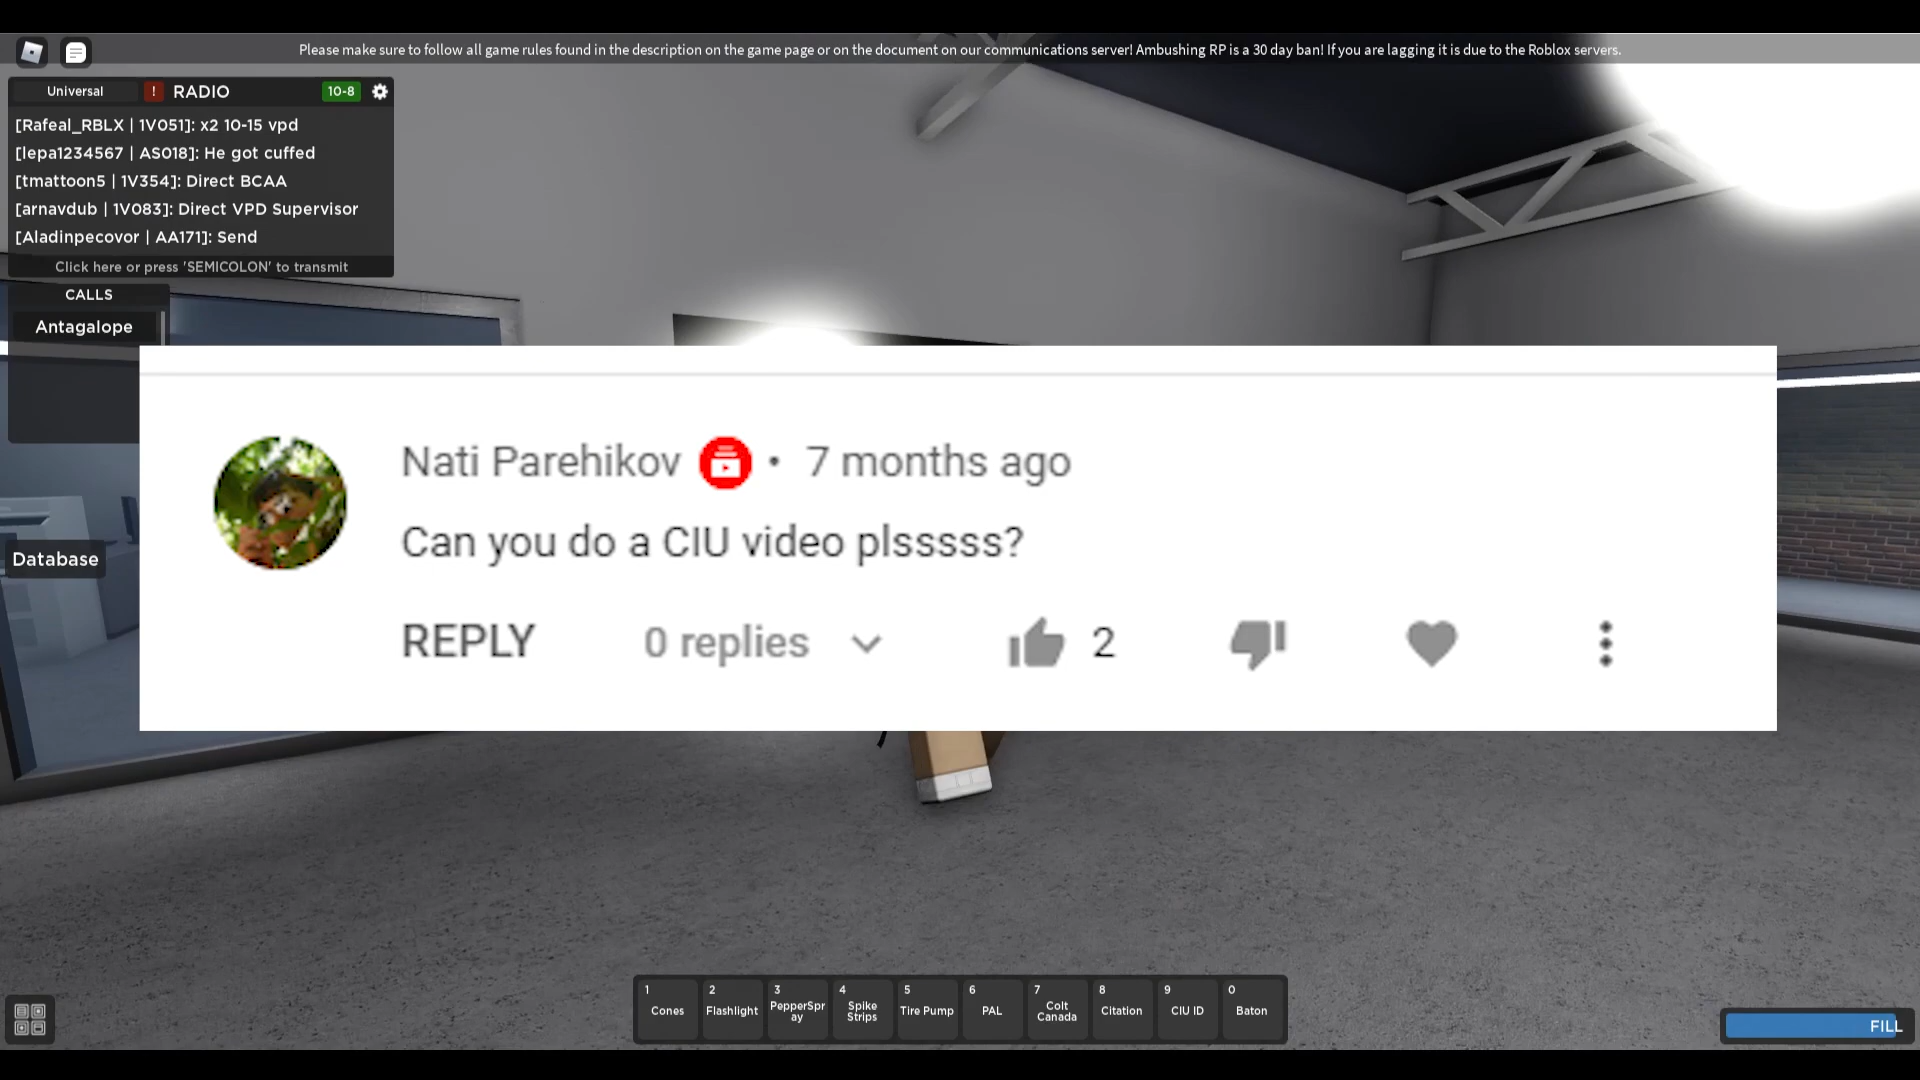 Please make sure to follow all game rules found in the description on the game page or on the document on our communications server! Ambushing RP is a 30 day ban! If you are lagging it is due to the Roblox servers.
Universal ! RADIO 10-8
[Rafeal_RBLX | 1V051]: x2 10-15 vpd
[lepa1234567 | AS018]: He got cuffed
[tmattoon5 | 1V354]: Direct BCAA
[arnavdub | 1V083]: Direct VPD Supervisor
[Aladinpecovor | AA171]: Send
Click here or press 'SEMICOLON' to transmit
CALLS
Antagalope
Nati Parehikov • 7 months ago
Can you do a CIU video plsssss?
REPLY 0 replies 2
Database
1 2 3 4 5 6 7 8 9 0
Cones Flashlight PepperSpr
ay Spike
Strips Tire Pump PAL Colt
Canada Citation CIU ID Baton
FILL